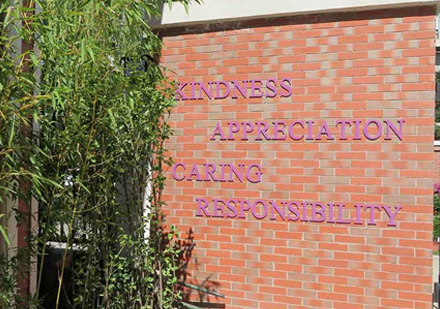 KINDNESS
APPRECIATION
CARING
RESPONSIBILITY